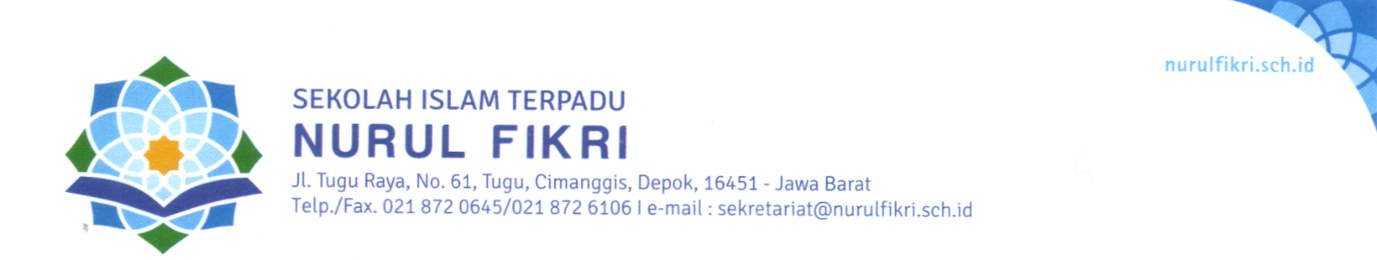 nurulfikri.sch.id
SEKOLAH ISLAM TERPADU
NURUL FIKRI
Jl. Tugu Raya, No. 61, Tugu, Cimanggis, Depok, 16451 - Jawa Barat
Telp./Fax. 021 872 0645/021 872 6106 I e-mail : sekretariat@nurulfikri.sch.id